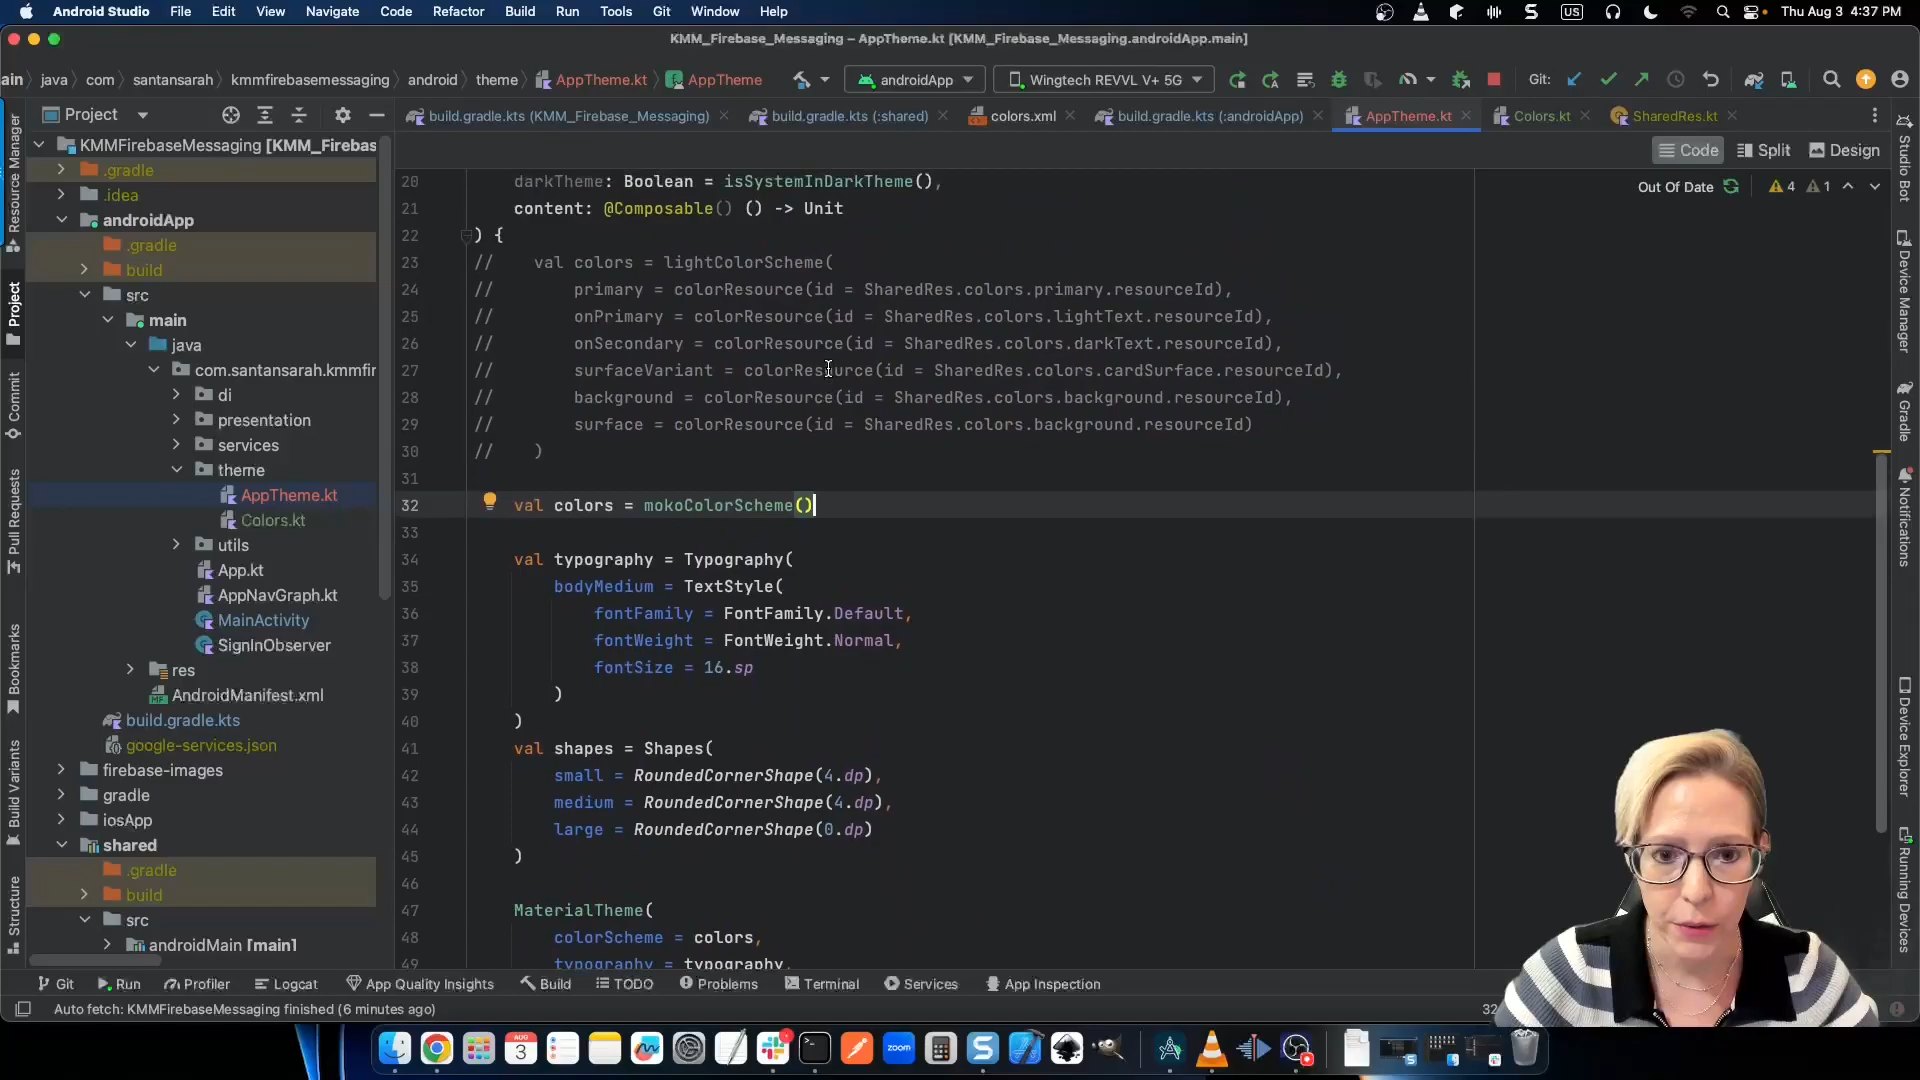 Android Studio File Edit View Navigate Code Refactor Build Run Tools Git Window Help US Thu Aug 3 4:37 PM
KMM_Firebase_Messaging – AppTheme.kt [KMM_Firebase_Messaging.androidApp.main]
ain java com santansarah kmmfirebasemessaging android theme AppTheme.kt AppTheme androidApp Wingtech REVVL V+ 5G Git:
Project
build.gradle.kts (KMM_Firebase_Messaging) build.gradle.kts (:shared) colors.xml build.gradle.kts (:androidApp) AppTheme.kt Colors.kt SharedRes.kt
Code Split Design
Out Of Date 4 1
KMMFirebaseMessaging [KMM_Firebas
.gradle
.idea
androidApp
.gradle
build
src
main
java
com.santansarah.kmmfir
di
presentation
services
theme
AppTheme.kt
Colors.kt
utils
App.kt
AppNavGraph.kt
MainActivity
SignInObserver
res
AndroidManifest.xml
build.gradle.kts
google-services.json
firebase-images
gradle
iosApp
shared
.gradle
build
src
androidMain [main]
20 darkTheme: Boolean = isSystemInDarkTheme(),
21 content: @Composable() () -> Unit
22 ) {
23 // val colors = lightColorScheme(
24 // primary = colorResource(id = SharedRes.colors.primary.resourceId),
25 // onPrimary = colorResource(id = SharedRes.colors.lightText.resourceId),
26 // onSecondary = colorResource(id = SharedRes.colors.darkText.resourceId),
27 // surfaceVariant = colorResource(id = SharedRes.colors.cardSurface.resourceId),
28 // background = colorResource(id = SharedRes.colors.background.resourceId),
29 // surface = colorResource(id = SharedRes.colors.background.resourceId)
30 // )
31
32 val colors = mokoColorScheme()
33
34 val typography = Typography(
35 bodyMedium = TextStyle(
36 fontFamily = FontFamily.Default,
37 fontWeight = FontWeight.Normal,
38 fontSize = 16.sp
39 )
40 )
41 val shapes = Shapes(
42 small = RoundedCornerShape(4.dp),
43 medium = RoundedCornerShape(4.dp),
44 large = RoundedCornerShape(0.dp)
45 )
46
47 MaterialTheme(
48 colorScheme = colors,
49 typography = typography,
Resource Manager
Project
Commit
Pull Requests
Bookmarks
Build Variants
Structure
Studio Bot
Device Manager
Gradle
Notifications
Device Explorer
Running Devices
Git Run Profiler Logcat App Quality Insights Build TODO Problems Terminal Services App Inspection
Auto fetch: KMMFirebaseMessaging finished (6 minutes ago) 32
AUG
3
zoom